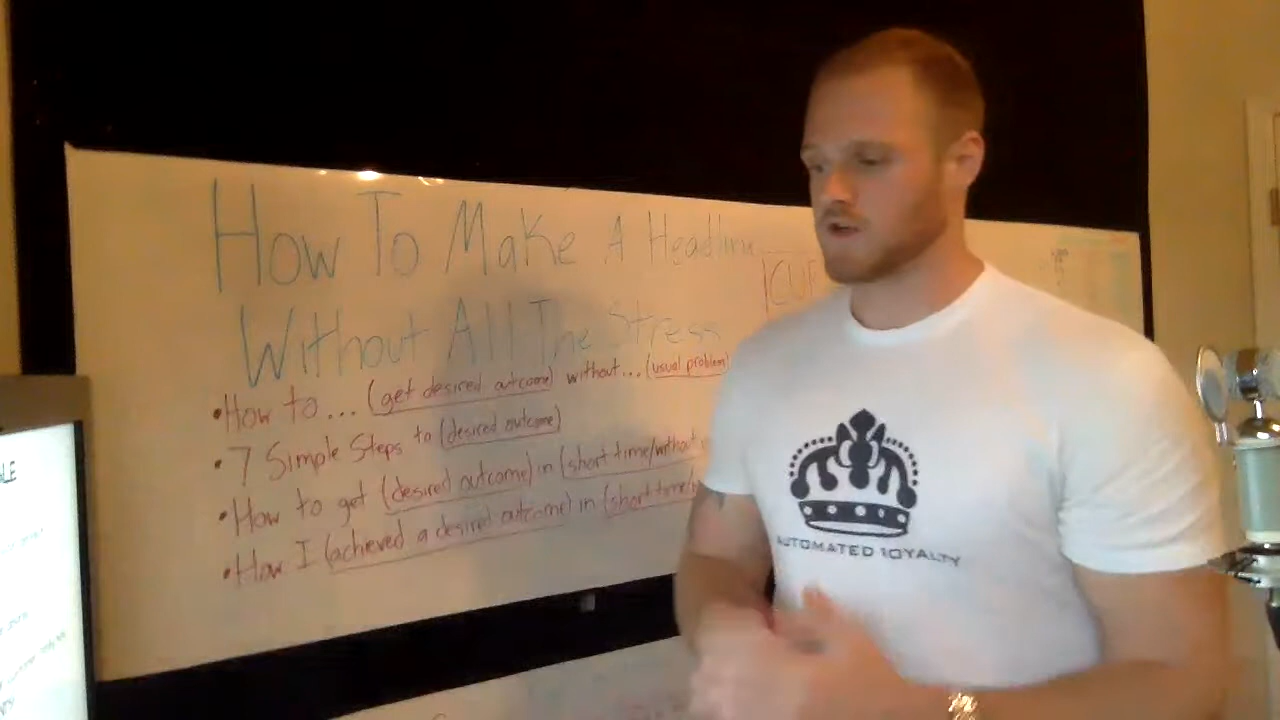 How To Make A Headline
CUR
Without All The Stress
•How to... (get desired outcome) without...(usual problem)
•7 Simple Steps to (desired outcome)
•How to get (desired outcome) in (short time/without
•How I (achieved a desired outcome) in (short time/
AUTOMATED ROYALTY